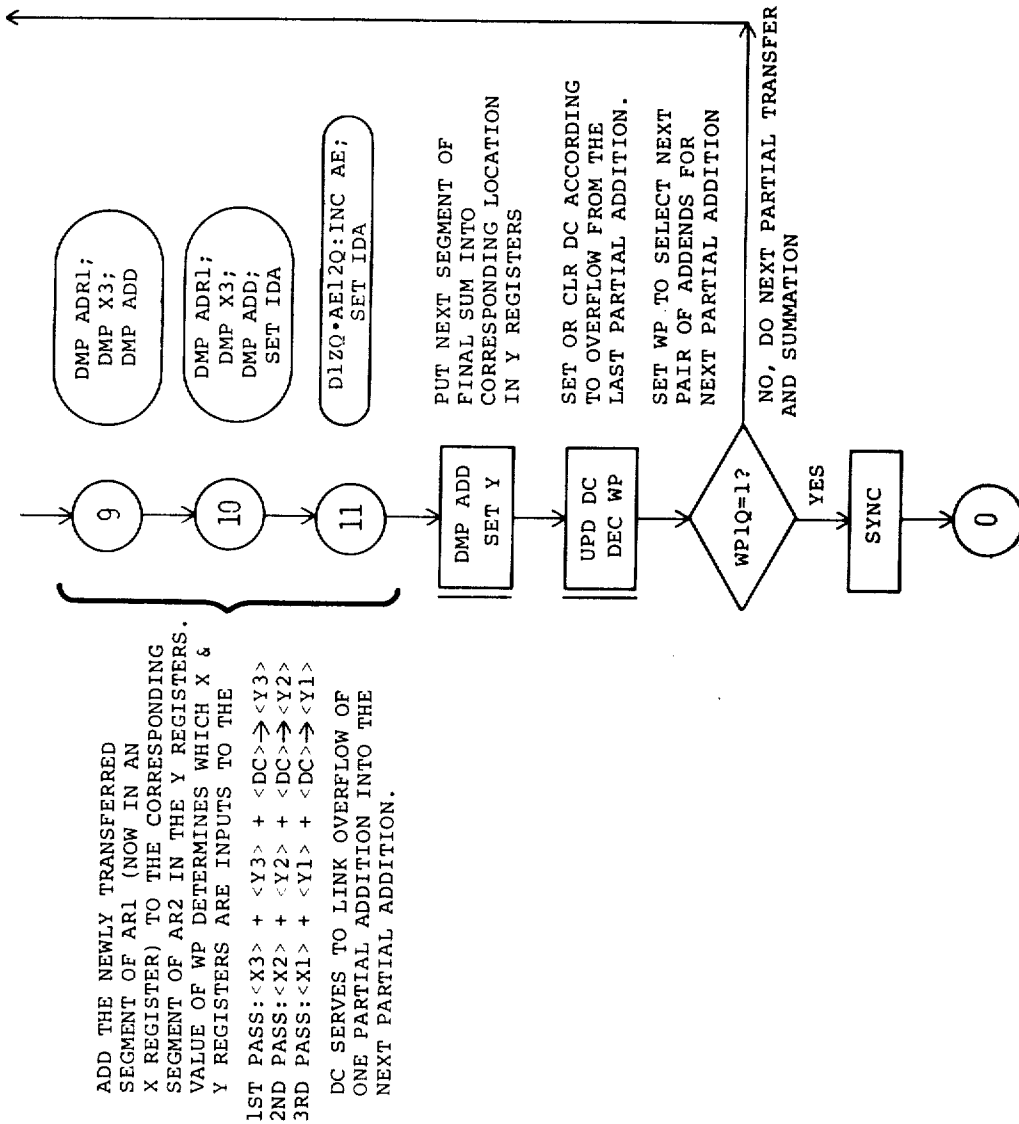 ADD THE NEWLY TRANSFERRED
SEGMENT OF AR1 (NOW IN AN
X REGISTER) TO THE CORRESPONDING
SEGMENT OF AR2 IN THE Y REGISTERS.
VALUE OF WP DETERMINES WHICH X &
Y REGISTERS ARE INPUTS TO THE
1ST PASS:<X3> + <Y3> + <DC>→<Y3>
2ND PASS:<X2> + <Y2> + <DC>→<Y2>
3RD PASS:<X1> + <Y1> + <DC>→<Y1>
DC SERVES TO LINK OVERFLOW OF
ONE PARTIAL ADDITION INTO THE
NEXT PARTIAL ADDITION.
9
DMP ADR1;
DMP X3;
DMP ADD
10
DMP ADR1;
DMP X3;
DMP ADD;
SET IDA
11
D1ZQ•AE12Q:INC AE;
SET IDA
DMP ADD
SET Y
PUT NEXT SEGMENT OF
FINAL SUM INTO
CORRESPONDING LOCATION
IN Y REGISTERS
UPD DC
DEC WP
SET OR CLR DC ACCORDING
TO OVERFLOW FROM THE
LAST PARTIAL ADDITION.
SET WP TO SELECT NEXT
PAIR OF ADDENDS FOR
NEXT PARTIAL ADDITION
WP1Q=1?
NO, DO NEXT PARTIAL TRANSFER
AND SUMMATION
YES
SYNC
0